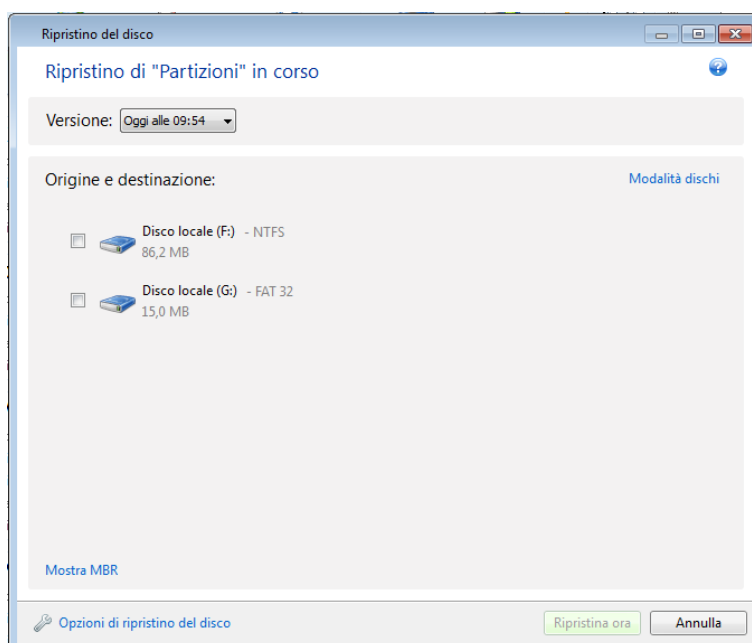 Ripristino del disco
Ripristino di "Partizioni" in corso
Versione: Oggi alle 09:54
Origine e destinazione: Modalità dischi
Disco locale (F:) - NTFS
86,2 MB
Disco locale (G:) - FAT 32
15,0 MB
Mostra MBR
Opzioni di ripristino del disco Ripristina ora Annulla